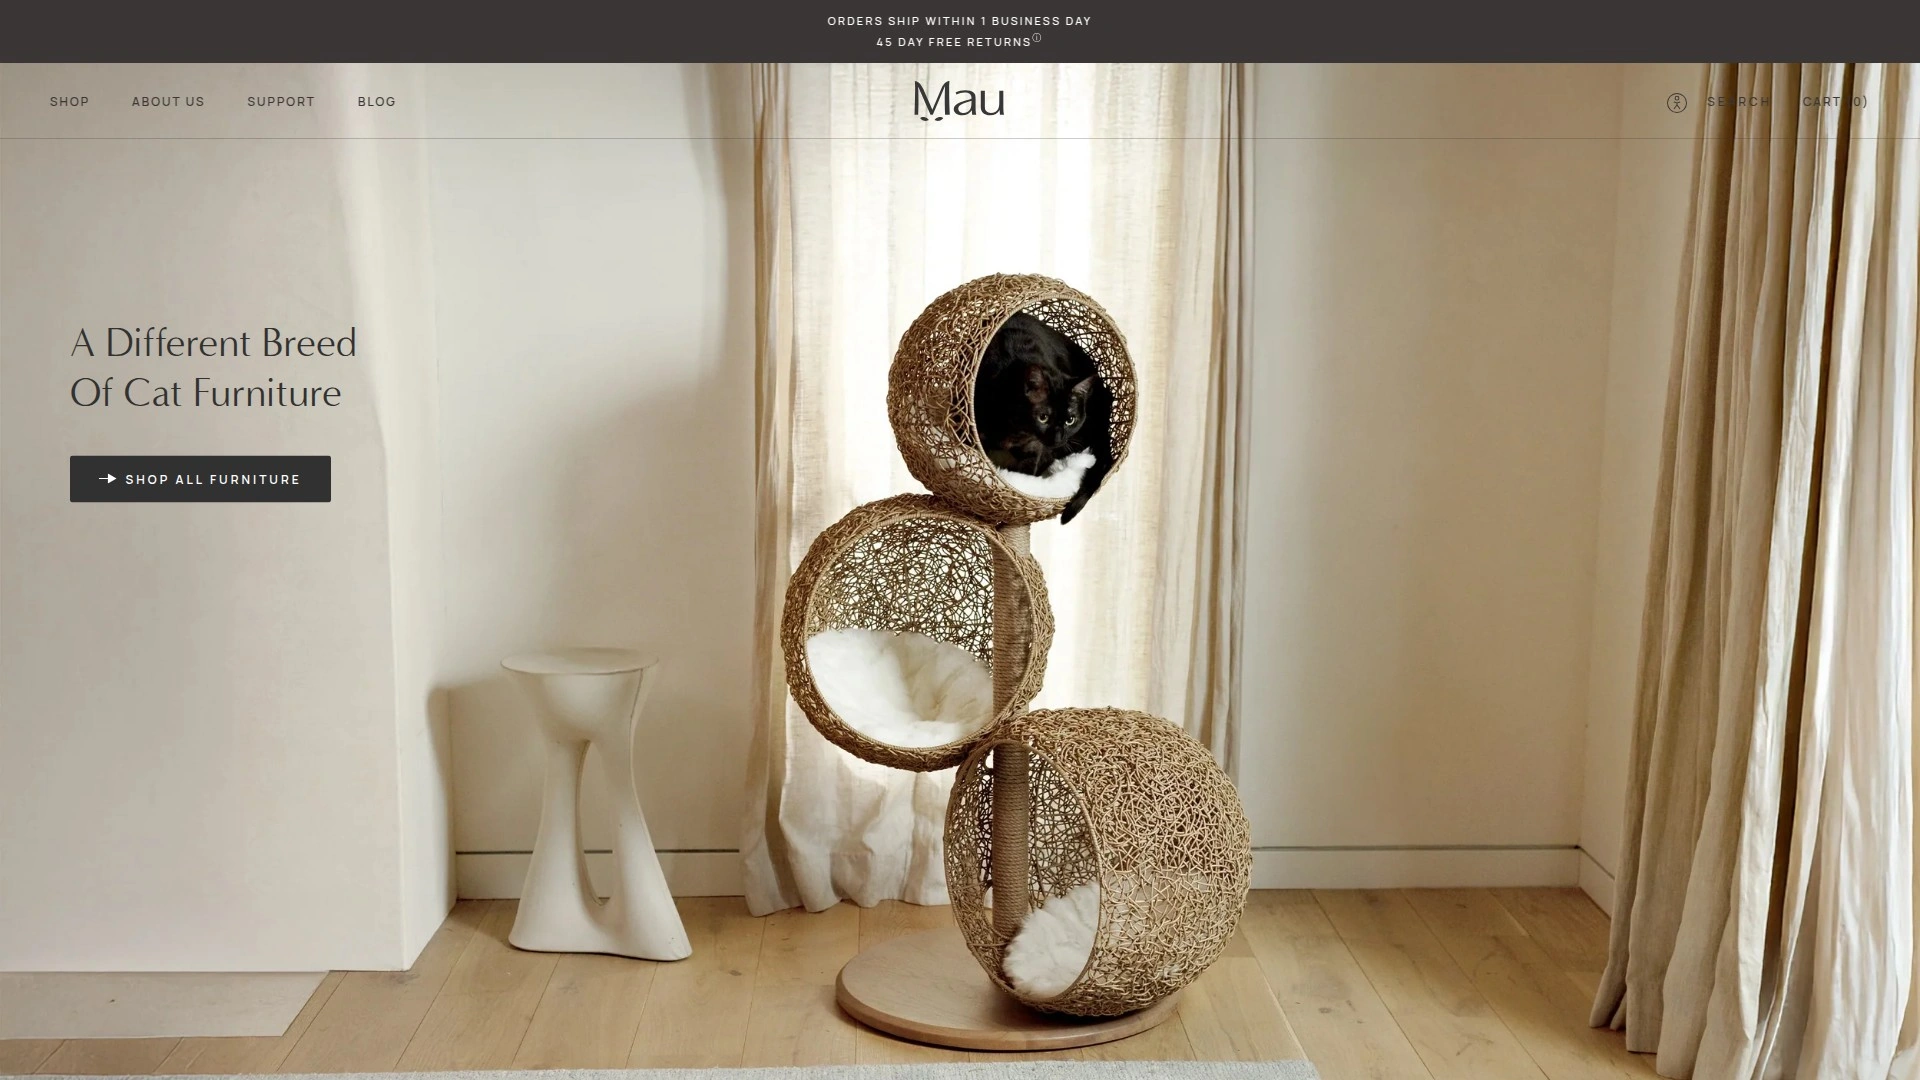 ORDERS SHIP WITHIN 1 BUSINESS DAY
45 DAY FREE RETURNSⓘ
SHOP ABOUT US SUPPORT BLOG
Mau
SEARCH CART (0)
A Different Breed
Of Cat Furniture
SHOP ALL FURNITURE